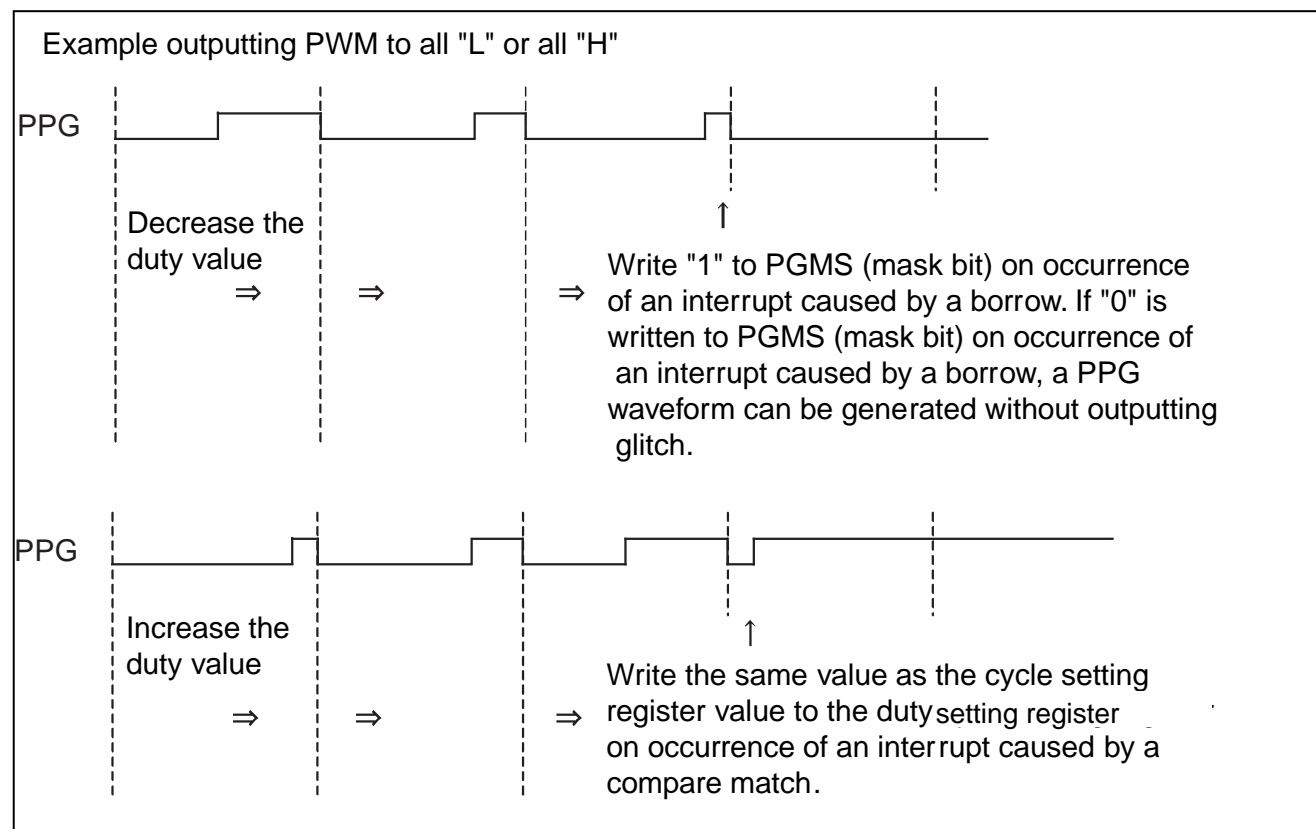 Example outputting PWM to all "L" or all "H"
PPG
Decrease the
duty value
⇒ ⇒ ⇒
↑
Write "1" to PGMS (mask bit) on occurrence
of an interrupt caused by a borrow. If "0" is
written to PGMS (mask bit) on occurrence of
an interrupt caused by a borrow, a PPG
waveform can be generated without outputting
glitch.
PPG
Increase the
duty value
⇒ ⇒ ⇒
↑
Write the same value as the cycle setting
register value to the duty setting register
on occurrence of an interrupt caused by a
compare match.